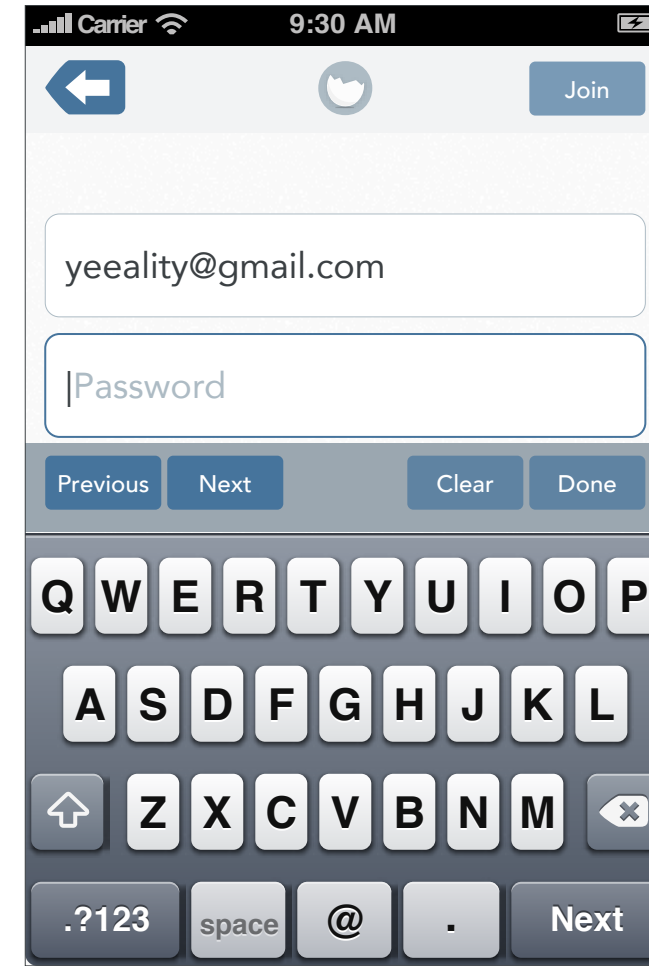 Carrier 9:30 AM
Join
yeeality@gmail.com
Password
Previous Next Clear Done
Q W E R T Y U I O P
A S D F G H J K L
Z X C V B N M
.?123 space @ . Next